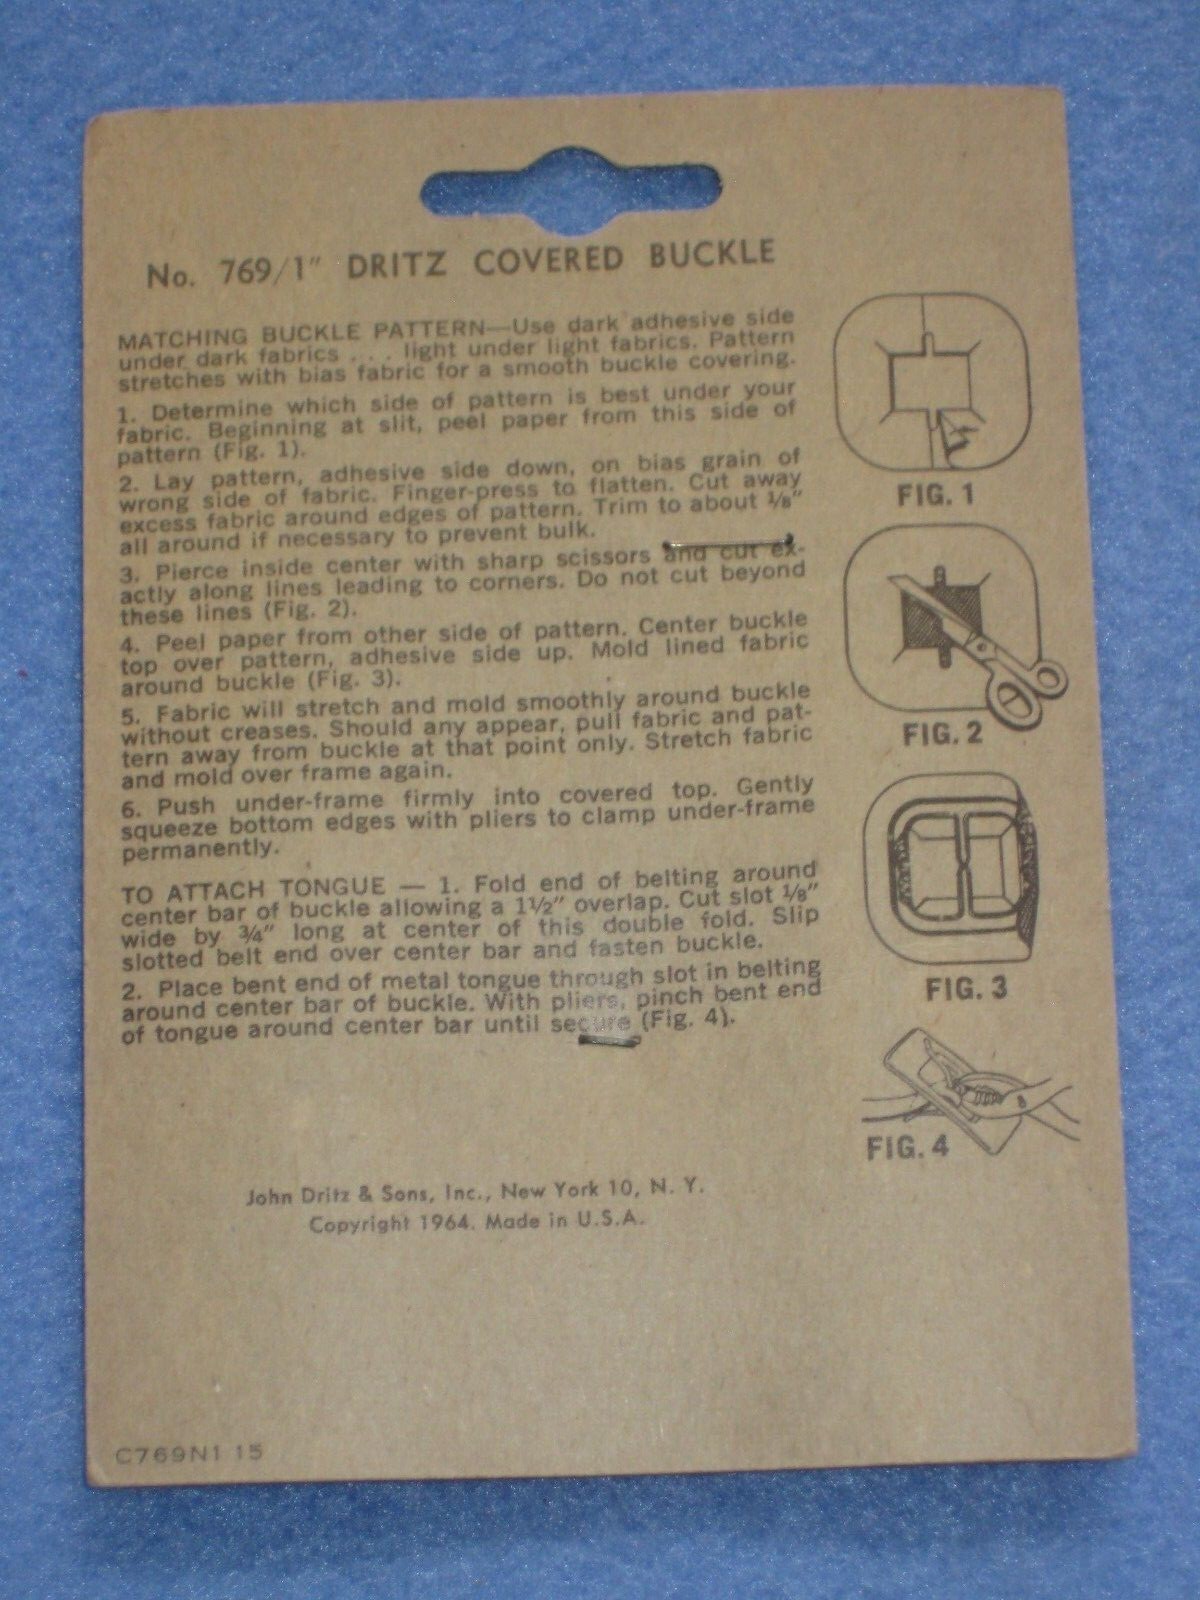 No. 769/1" DRITZ COVERED BUCKLE
MATCHING BUCKLE PATTERN—Use dark adhesive side
under dark fabrics . . . light under light fabrics. Pattern
stretches with bias fabric for a smooth buckle covering.
1. Determine which side of pattern is best under your
fabric. Beginning at slit, peel paper from this side of
pattern (Fig. 1).
2. Lay pattern, adhesive side down, on bias grain of
wrong side of fabric. Finger-press to flatten. Cut away
excess fabric around edges of pattern. Trim to about ⅛"
all around if necessary to prevent bulk.
3. Pierce inside center with sharp scissors and cut ex-
actly along lines leading to corners. Do not cut beyond
these lines (Fig. 2).
4. Peel paper from other side of pattern. Center buckle
top over pattern, adhesive side up. Mold lined fabric
around buckle (Fig. 3).
5. Fabric will stretch and mold smoothly around buckle
without creases. Should any appear, pull fabric and pat-
tern away from buckle at that point only. Stretch fabric
and mold over frame again.
6. Push under-frame firmly into covered top. Gently
squeeze bottom edges with pliers to clamp under-frame
permanently.
TO ATTACH TONGUE — 1. Fold end of belting around
center bar of buckle allowing a 1½" overlap. Cut slot ⅛"
wide by ¾" long at center of this double fold. Slip
slotted belt end over center bar and fasten buckle.
2. Place bent end of metal tongue through slot in belting
around center bar of buckle. With pliers, pinch bent end
of tongue around center bar until secure (Fig. 4).
FIG. 1
FIG. 2
FIG. 3
FIG. 4
John Dritz & Sons, Inc., New York 10, N. Y.
Copyright 1964. Made in U.S.A.
C769N1 15